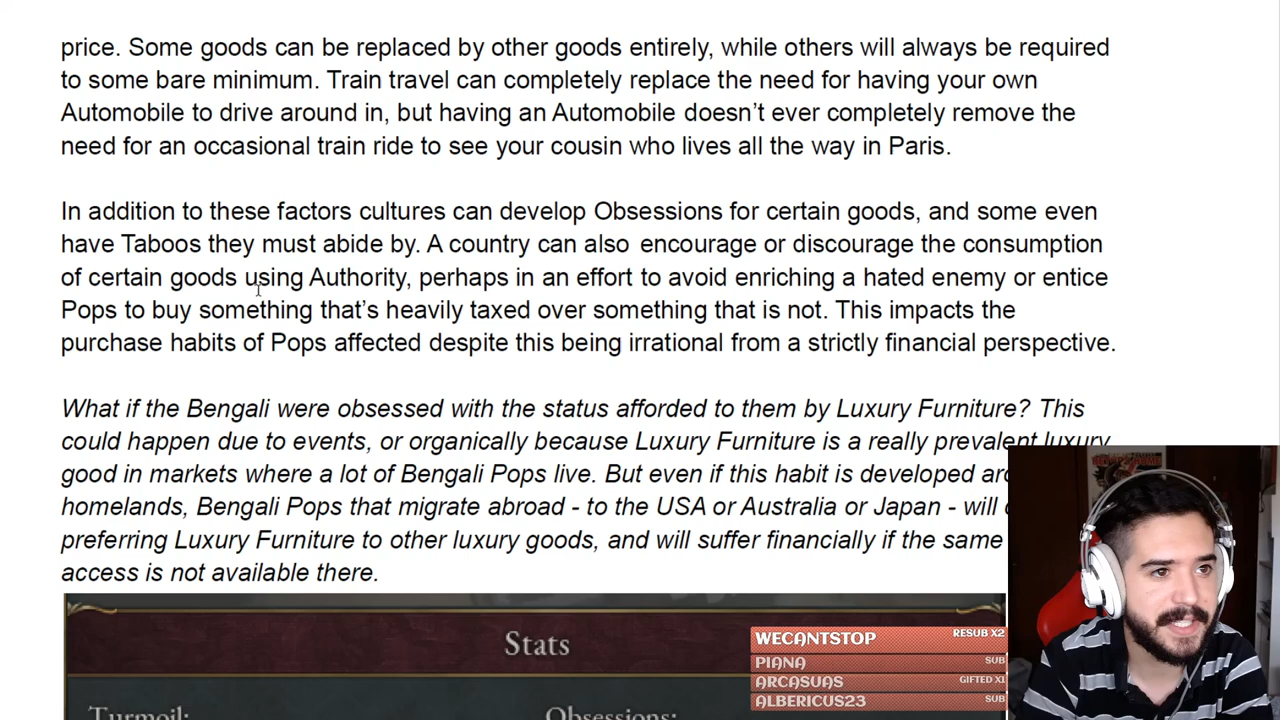 price. Some goods can be replaced by other goods entirely, while others will always be required
to some bare minimum. Train travel can completely replace the need for having your own
Automobile to drive around in, but having an Automobile doesn’t ever completely remove the
need for an occasional train ride to see your cousin who lives all the way in Paris.
In addition to these factors cultures can develop Obsessions for certain goods, and some even
have Taboos they must abide by. A country can also encourage or discourage the consumption
of certain goods using Authority, perhaps in an effort to avoid enriching a hated enemy or entice
Pops to buy something that’s heavily taxed over something that is not. This impacts the
purchase habits of Pops affected despite this being irrational from a strictly financial perspective.
What if the Bengali were obsessed with the status afforded to them by Luxury Furniture? This
could happen due to events, or organically because Luxury Furniture is a really prevalent luxury
good in markets where a lot of Bengali Pops live. But even if this habit is developed
homelands, Bengali Pops that migrate abroad - to the USA or Australia or Japan - will
preferring Luxury Furniture to other luxury goods, and will suffer financially if the same
access is not available there.
Stats
Turmoil:
Obsessions:
WECANTSTOP RESUB X2
PIANA SUB
ARCASUAS GIFTED X1
ALBERICUS23 SUB